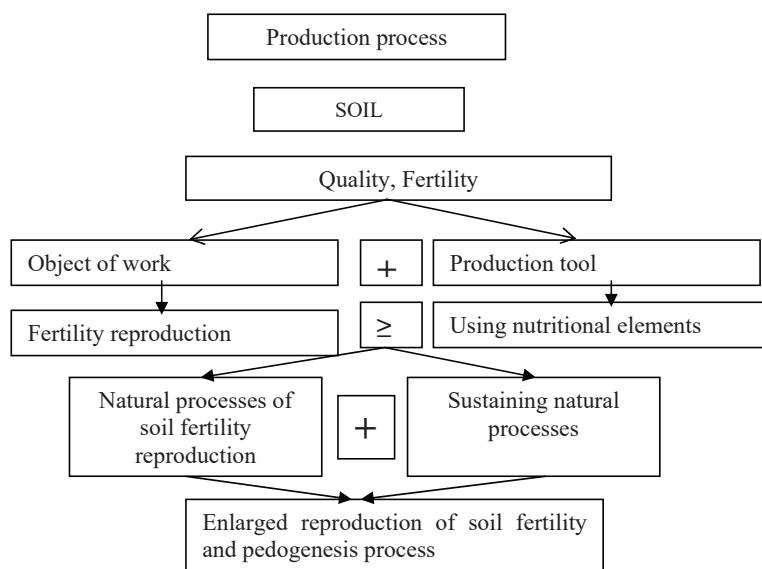 Production process
SOIL
Quality, Fertility
Object of work
+
Production tool
Fertility reproduction
≥
Using nutritional elements
Natural processes of
soil fertility
reproduction
+
Sustaining natural
processes
Enlarged reproduction of soil fertility
and pedogenesis process